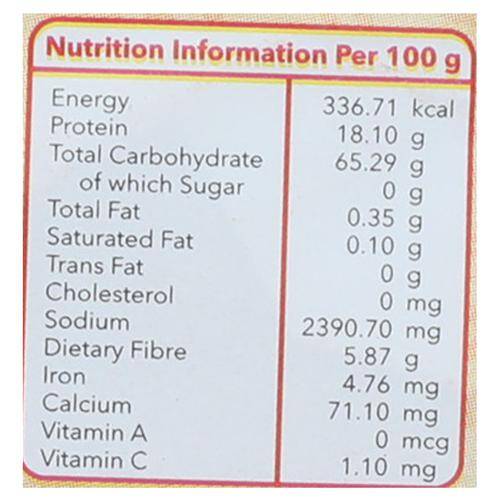 Nutrition Information Per 100 g
Energy 336.71 kcal
Protein 18.10 g
Total Carbohydrate 65.29 g
of which Sugar 0 g
Total Fat 0.35 g
Saturated Fat 0.10 g
Trans Fat 0 g
Cholesterol 0 mg
Sodium 2390.70 mg
Dietary Fibre 5.87 g
Iron 4.76 mg
Calcium 71.10 mg
Vitamin A 0 mcg
Vitamin C 1.10 mg